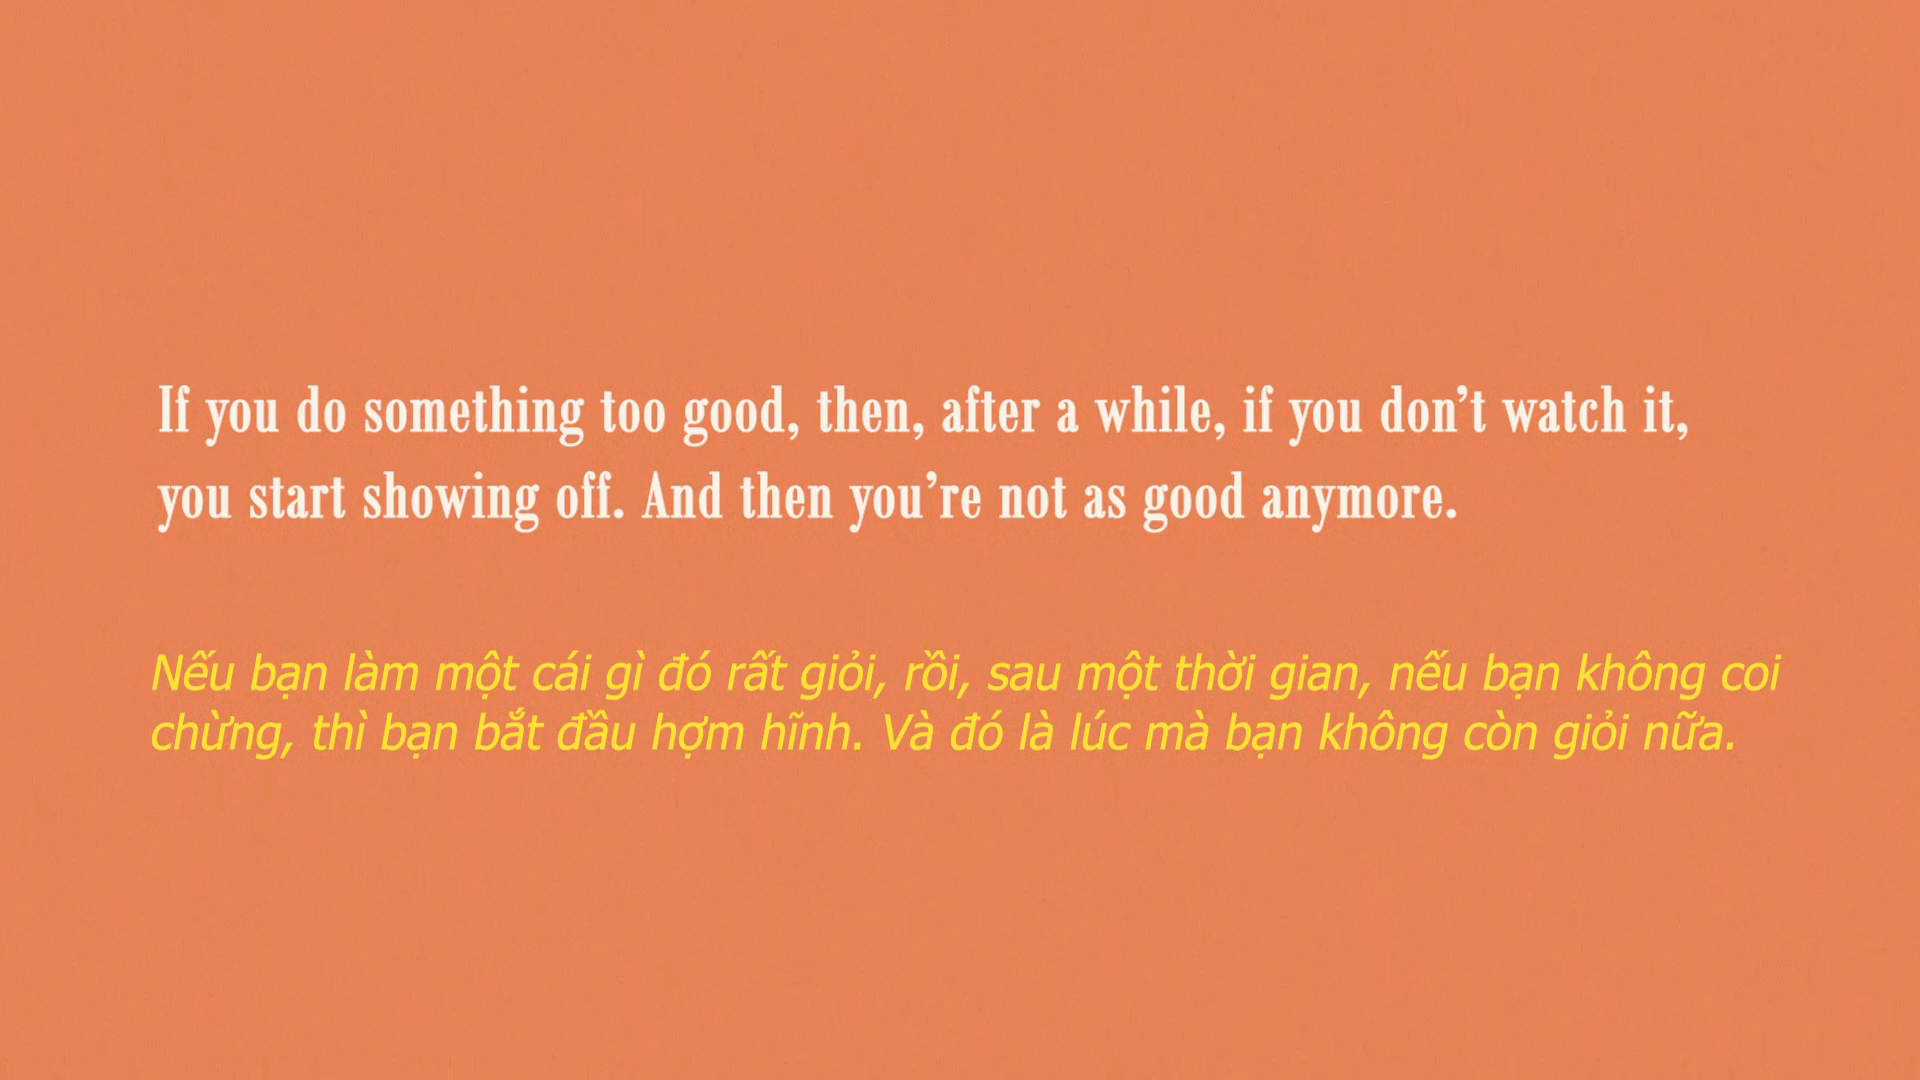 If you do something too good, then, after a while, if you don’t watch it,
you start showing off. And then you’re not as good anymore.
Nếu bạn làm một cái gì đó rất giỏi, rồi, sau một thời gian, nếu bạn không coi
chừng, thì bạn bắt đầu hợm hĩnh. Và đó là lúc mà bạn không còn giỏi nữa.